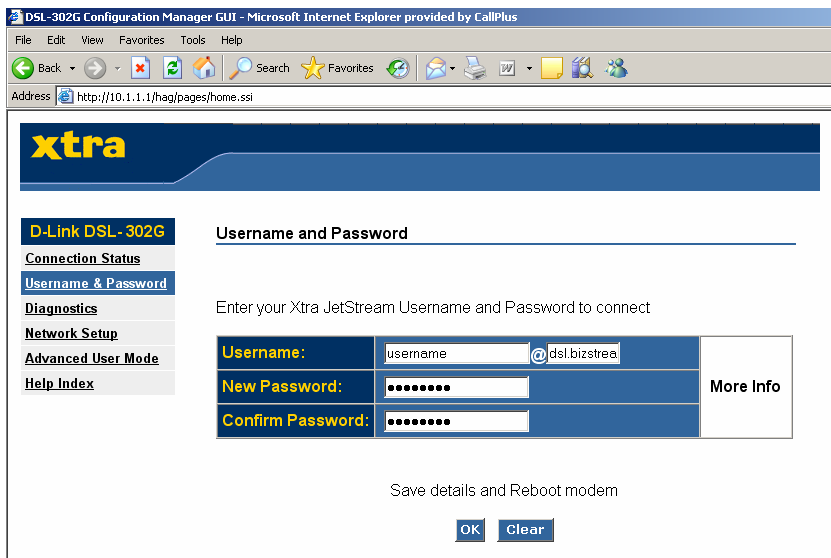 DSL-302G Configuration Manager GUI - Microsoft Internet Explorer provided by CallPlus
File Edit View Favorites Tools Help
Back Search Favorites
Address http://10.1.1.1/hag/pages/home.ssi
xtra
D-Link DSL- 302G
Connection Status
Username & Password
Diagnostics
Network Setup
Advanced User Mode
Help Index
Username and Password
Enter your Xtra JetStream Username and Password to connect
Username: username @ dsl.bizstrea
New Password: ••••••••
Confirm Password: ••••••••
More Info
Save details and Reboot modem
OK Clear